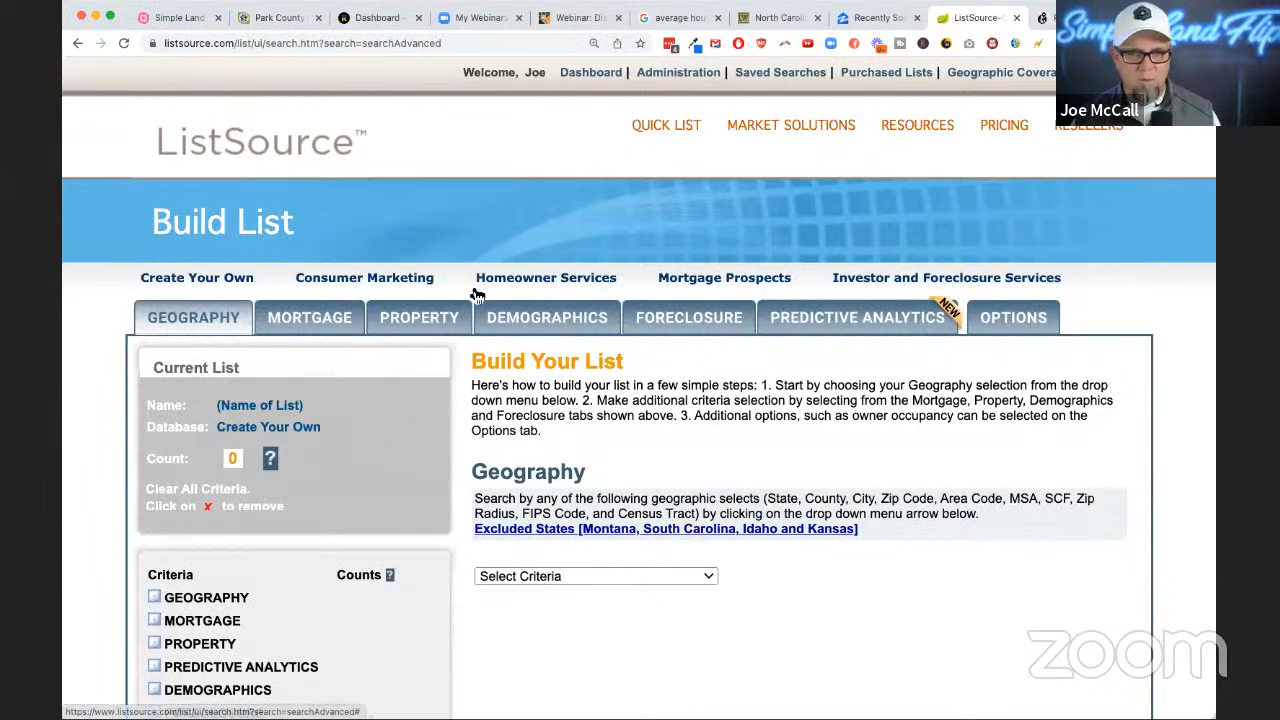 Simple Land
Park County
Dashboard –
My Webinars
Webinar: Dis
average hou
North Caroli
Recently So
ListSource-
listsource.com/list/ui/search.htm?search=searchAdvanced
Simple Land Flip
Joe McCall
Welcome, Joe
Dashboard | Administration | Saved Searches | Purchased Lists | Geographic Covera
ListSource™
QUICK LIST MARKET SOLUTIONS RESOURCES PRICING RESELLERS
Build List
Create Your Own Consumer Marketing Homeowner Services Mortgage Prospects Investor and Foreclosure Services
GEOGRAPHY MORTGAGE PROPERTY DEMOGRAPHICS FORECLOSURE PREDICTIVE ANALYTICS NEW OPTIONS
Current List
Name: (Name of List)
Database: Create Your Own
Count: 0 ?
Clear All Criteria.
Click on x to remove
Criteria Counts ?
GEOGRAPHY
MORTGAGE
PROPERTY
PREDICTIVE ANALYTICS
DEMOGRAPHICS
Build Your List
Here's how to build your list in a few simple steps: 1. Start by choosing your Geography selection from the drop
down menu below. 2. Make additional criteria selection by selecting from the Mortgage, Property, Demographics
and Foreclosure tabs shown above. 3. Additional options, such as owner occupancy can be selected on the
Options tab.
Geography
Search by any of the following geographic selects (State, County, City, Zip Code, Area Code, MSA, SCF, Zip
Radius, FIPS Code, and Census Tract) by clicking on the drop down menu arrow below.
Excluded States [Montana, South Carolina, Idaho and Kansas]
Select Criteria
zoom
https://www.listsource.com/list/ui/search.htm?search=searchAdvanced#